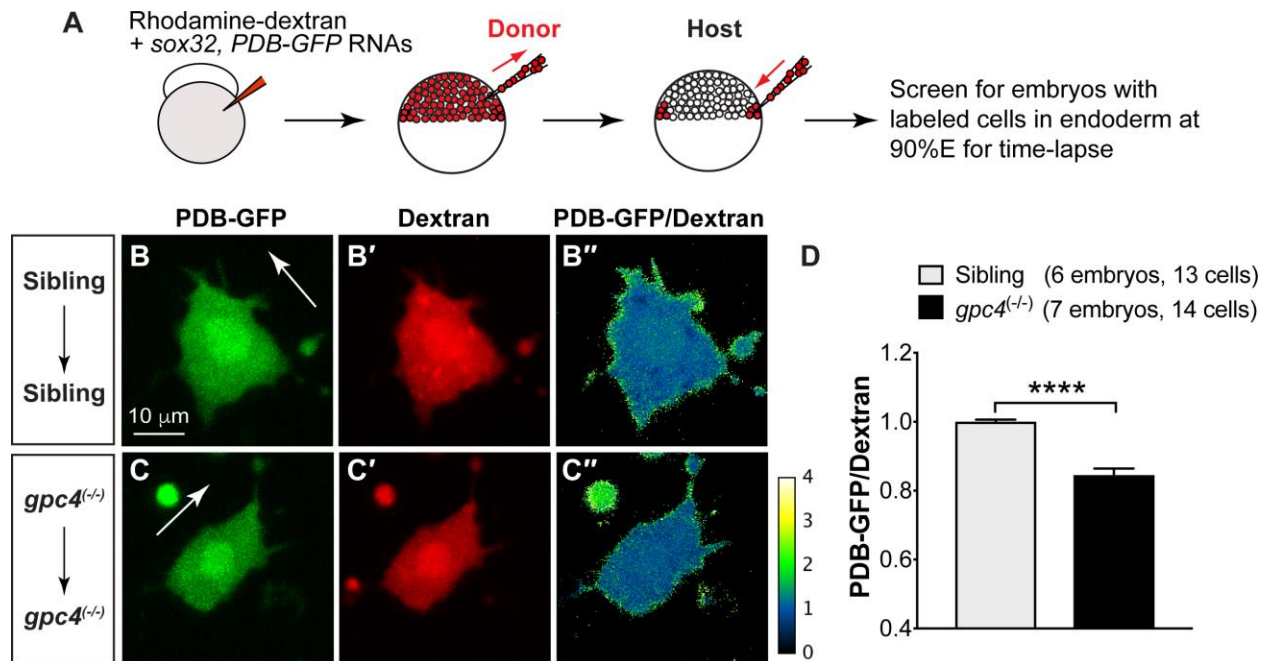 A
Rhodamine-dextran
+ sox32, PDB-GFP RNAs
Donor
Host
Screen for embryos with
labeled cells in endoderm at
90%E for time-lapse
PDB-GFP
Dextran
PDB-GFP/Dextran
Sibling
Sibling
B
10 μm
B′
B″
gpc4(-/-)
gpc4(-/-)
C
C′
C″
4
3
2
1
0
D
Sibling (6 embryos, 13 cells)
gpc4(-/-) (7 embryos, 14 cells)
PDB-GFP/Dextran
1.2
1.0
0.8
0.6
0.4
****